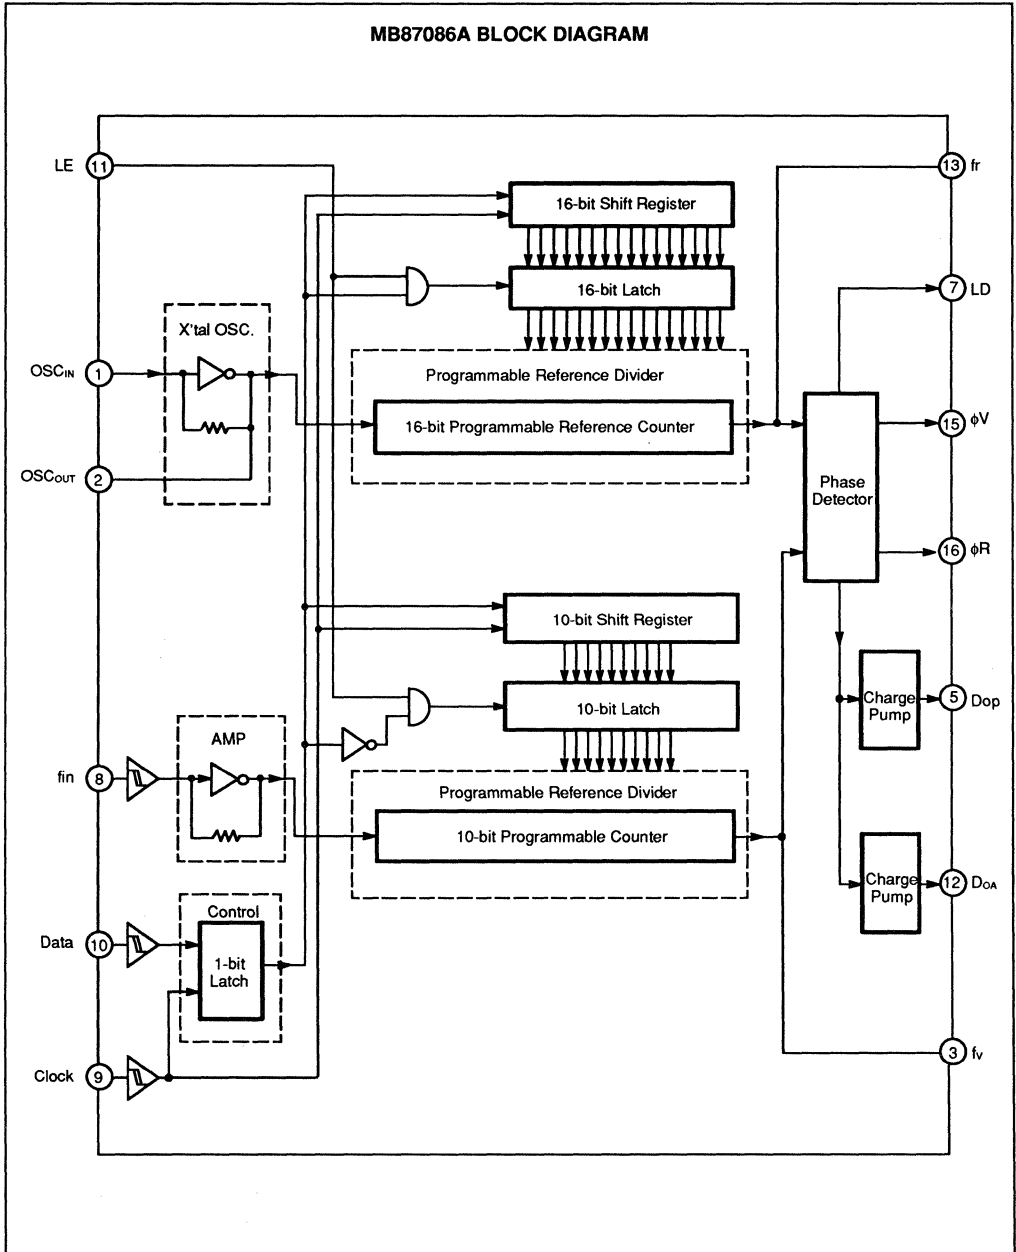 MB87086A BLOCK DIAGRAM
LE 11
13 fr
16-bit Shift Register
16-bit Latch
7 LD
X'tal OSC.
OSCIN 1
Programmable Reference Divider
16-bit Programmable Reference Counter
15 ϕV
OSCOUT 2
Phase
Detector
16 ϕR
10-bit Shift Register
10-bit Latch
Charge
Pump
5 Dop
AMP
fin 8
Programmable Reference Divider
10-bit Programmable Counter
Charge
Pump
12 DOA
Control
Data 10
1-bit
Latch
3 fv
Clock 9